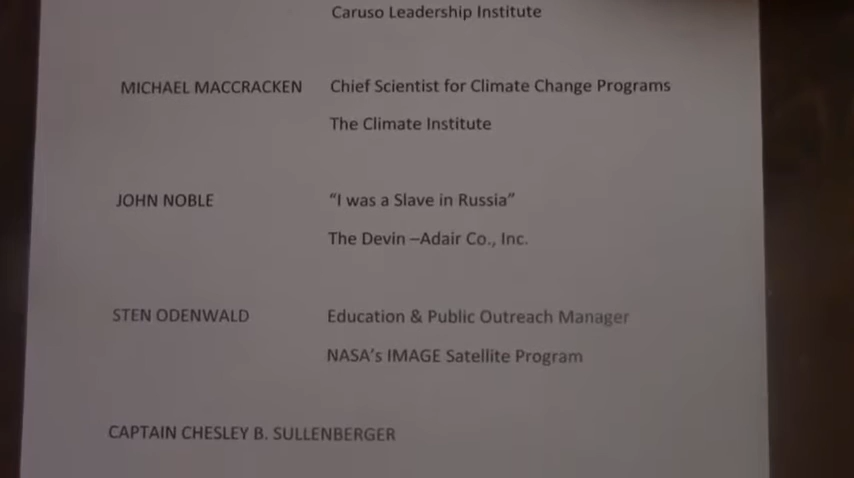 Caruso Leadership Institute
MICHAEL MACCRACKEN Chief Scientist for Climate Change Programs
The Climate Institute
JOHN NOBLE “I was a Slave in Russia”
The Devin –Adair Co., Inc.
STEN ODENWALD Education & Public Outreach Manager
NASA’s IMAGE Satellite Program
CAPTAIN CHESLEY B. SULLENBERGER